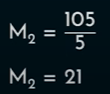 M₂ = 105/5
M₂ = 21